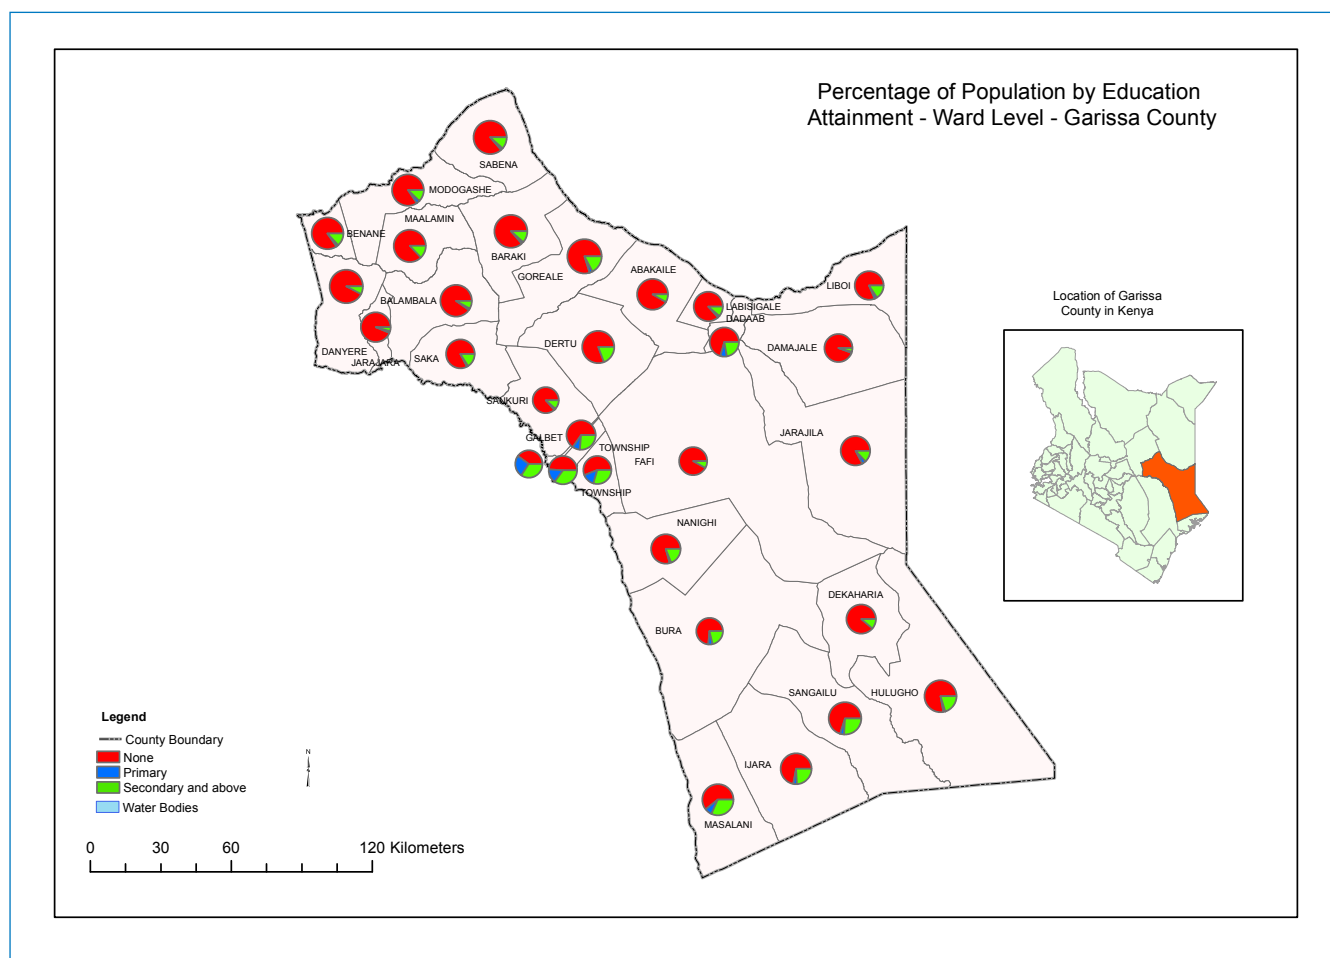 Percentage of Population by Education
Attainment - Ward Level - Garissa County
SABENA
MODOGASHE
MAALAMIN
BENANE
BARAKI
GOREALE
ABAKAILE
LIBOI
BALAMBALA
LABISIGALE
DADAAB
DERTU
DAMAJALE
DANYERE
JARAJARA
SAKA
SAUKURI
GALBET
TOWNSHIP
FAFI
JARAJILA
TOWNSHIP
NANIGHI
DEKAHARIA
BURA
SANGAILU
HULUGHO
IJARA
MASALANI
Location of Garissa
County in Kenya
Legend
County Boundary
None
Primary
Secondary and above
Water Bodies
N
0 30 60 120 Kilometers